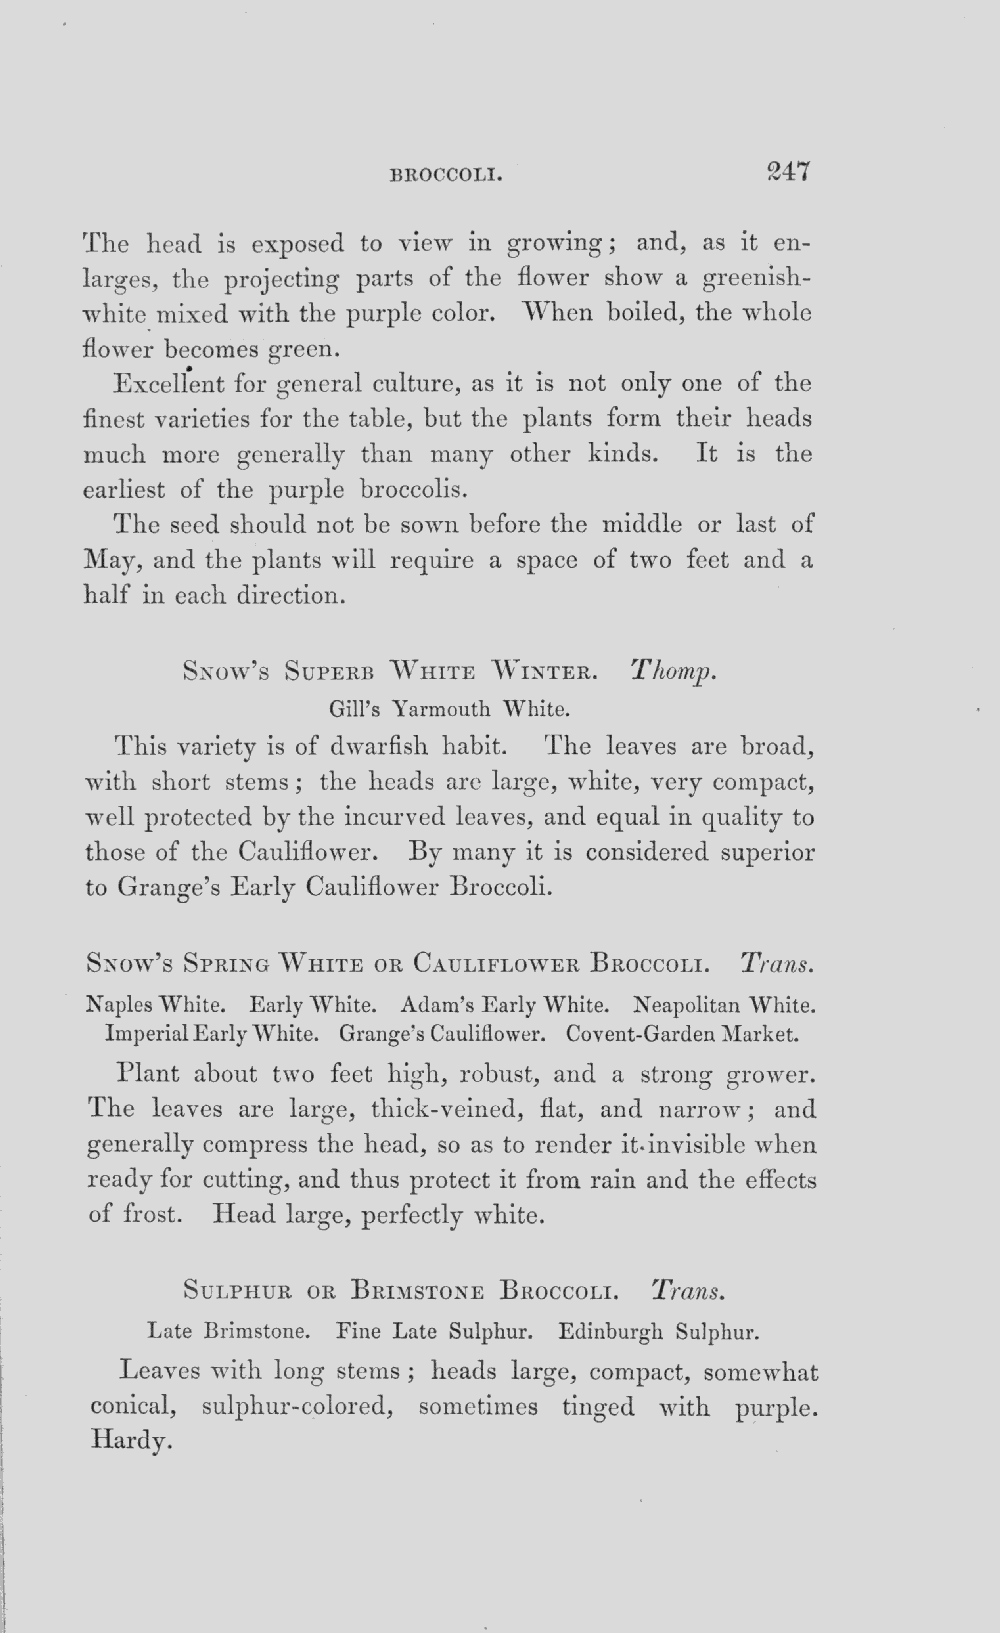 BROCCOLI. 247
The head is exposed to view in growing; and, as it en-
larges, the projecting parts of the flower show a greenish-
white mixed with the purple color. When boiled, the whole
flower becomes green.
Excellent for general culture, as it is not only one of the
finest varieties for the table, but the plants form their heads
much more generally than many other kinds. It is the
earliest of the purple broccolis.
The seed should not be sown before the middle or last of
May, and the plants will require a space of two feet and a
half in each direction.
Snow's Superb White Winter. Thomp.
Gill's Yarmouth White.
This variety is of dwarfish habit. The leaves are broad,
with short stems; the heads are large, white, very compact,
well protected by the incurved leaves, and equal in quality to
those of the Cauliflower. By many it is considered superior
to Grange's Early Cauliflower Broccoli.
Snow's Spring White or Cauliflower Broccoli. Trans.
Naples White. Early White. Adam's Early White. Neapolitan White.
Imperial Early White. Grange's Cauliflower. Covent-Garden Market.
Plant about two feet high, robust, and a strong grower.
The leaves are large, thick-veined, flat, and narrow; and
generally compress the head, so as to render it invisible when
ready for cutting, and thus protect it from rain and the effects
of frost. Head large, perfectly white.
Sulphur or Brimstone Broccoli. Trans.
Late Brimstone. Fine Late Sulphur. Edinburgh Sulphur.
Leaves with long stems; heads large, compact, somewhat
conical, sulphur-colored, sometimes tinged with purple.
Hardy.